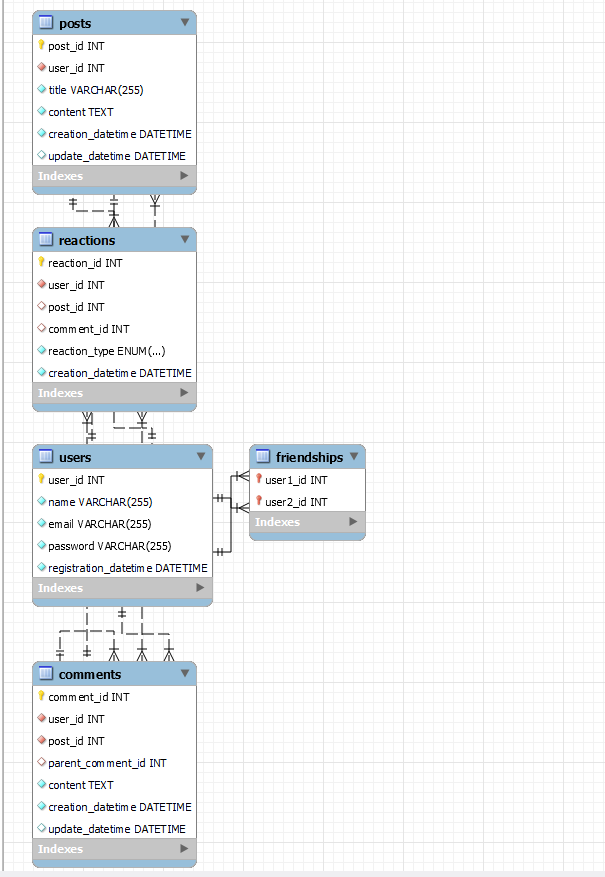 posts
post_id INT
user_id INT
title VARCHAR(255)
content TEXT
creation_datetime DATETIME
update_datetime DATETIME
Indexes
reactions
reaction_id INT
user_id INT
post_id INT
comment_id INT
reaction_type ENUM(...)
creation_datetime DATETIME
Indexes
users
user_id INT
name VARCHAR(255)
email VARCHAR(255)
password VARCHAR(255)
registration_datetime DATETIME
Indexes
friendships
user1_id INT
user2_id INT
Indexes
comments
comment_id INT
user_id INT
post_id INT
parent_comment_id INT
content TEXT
creation_datetime DATETIME
update_datetime DATETIME
Indexes